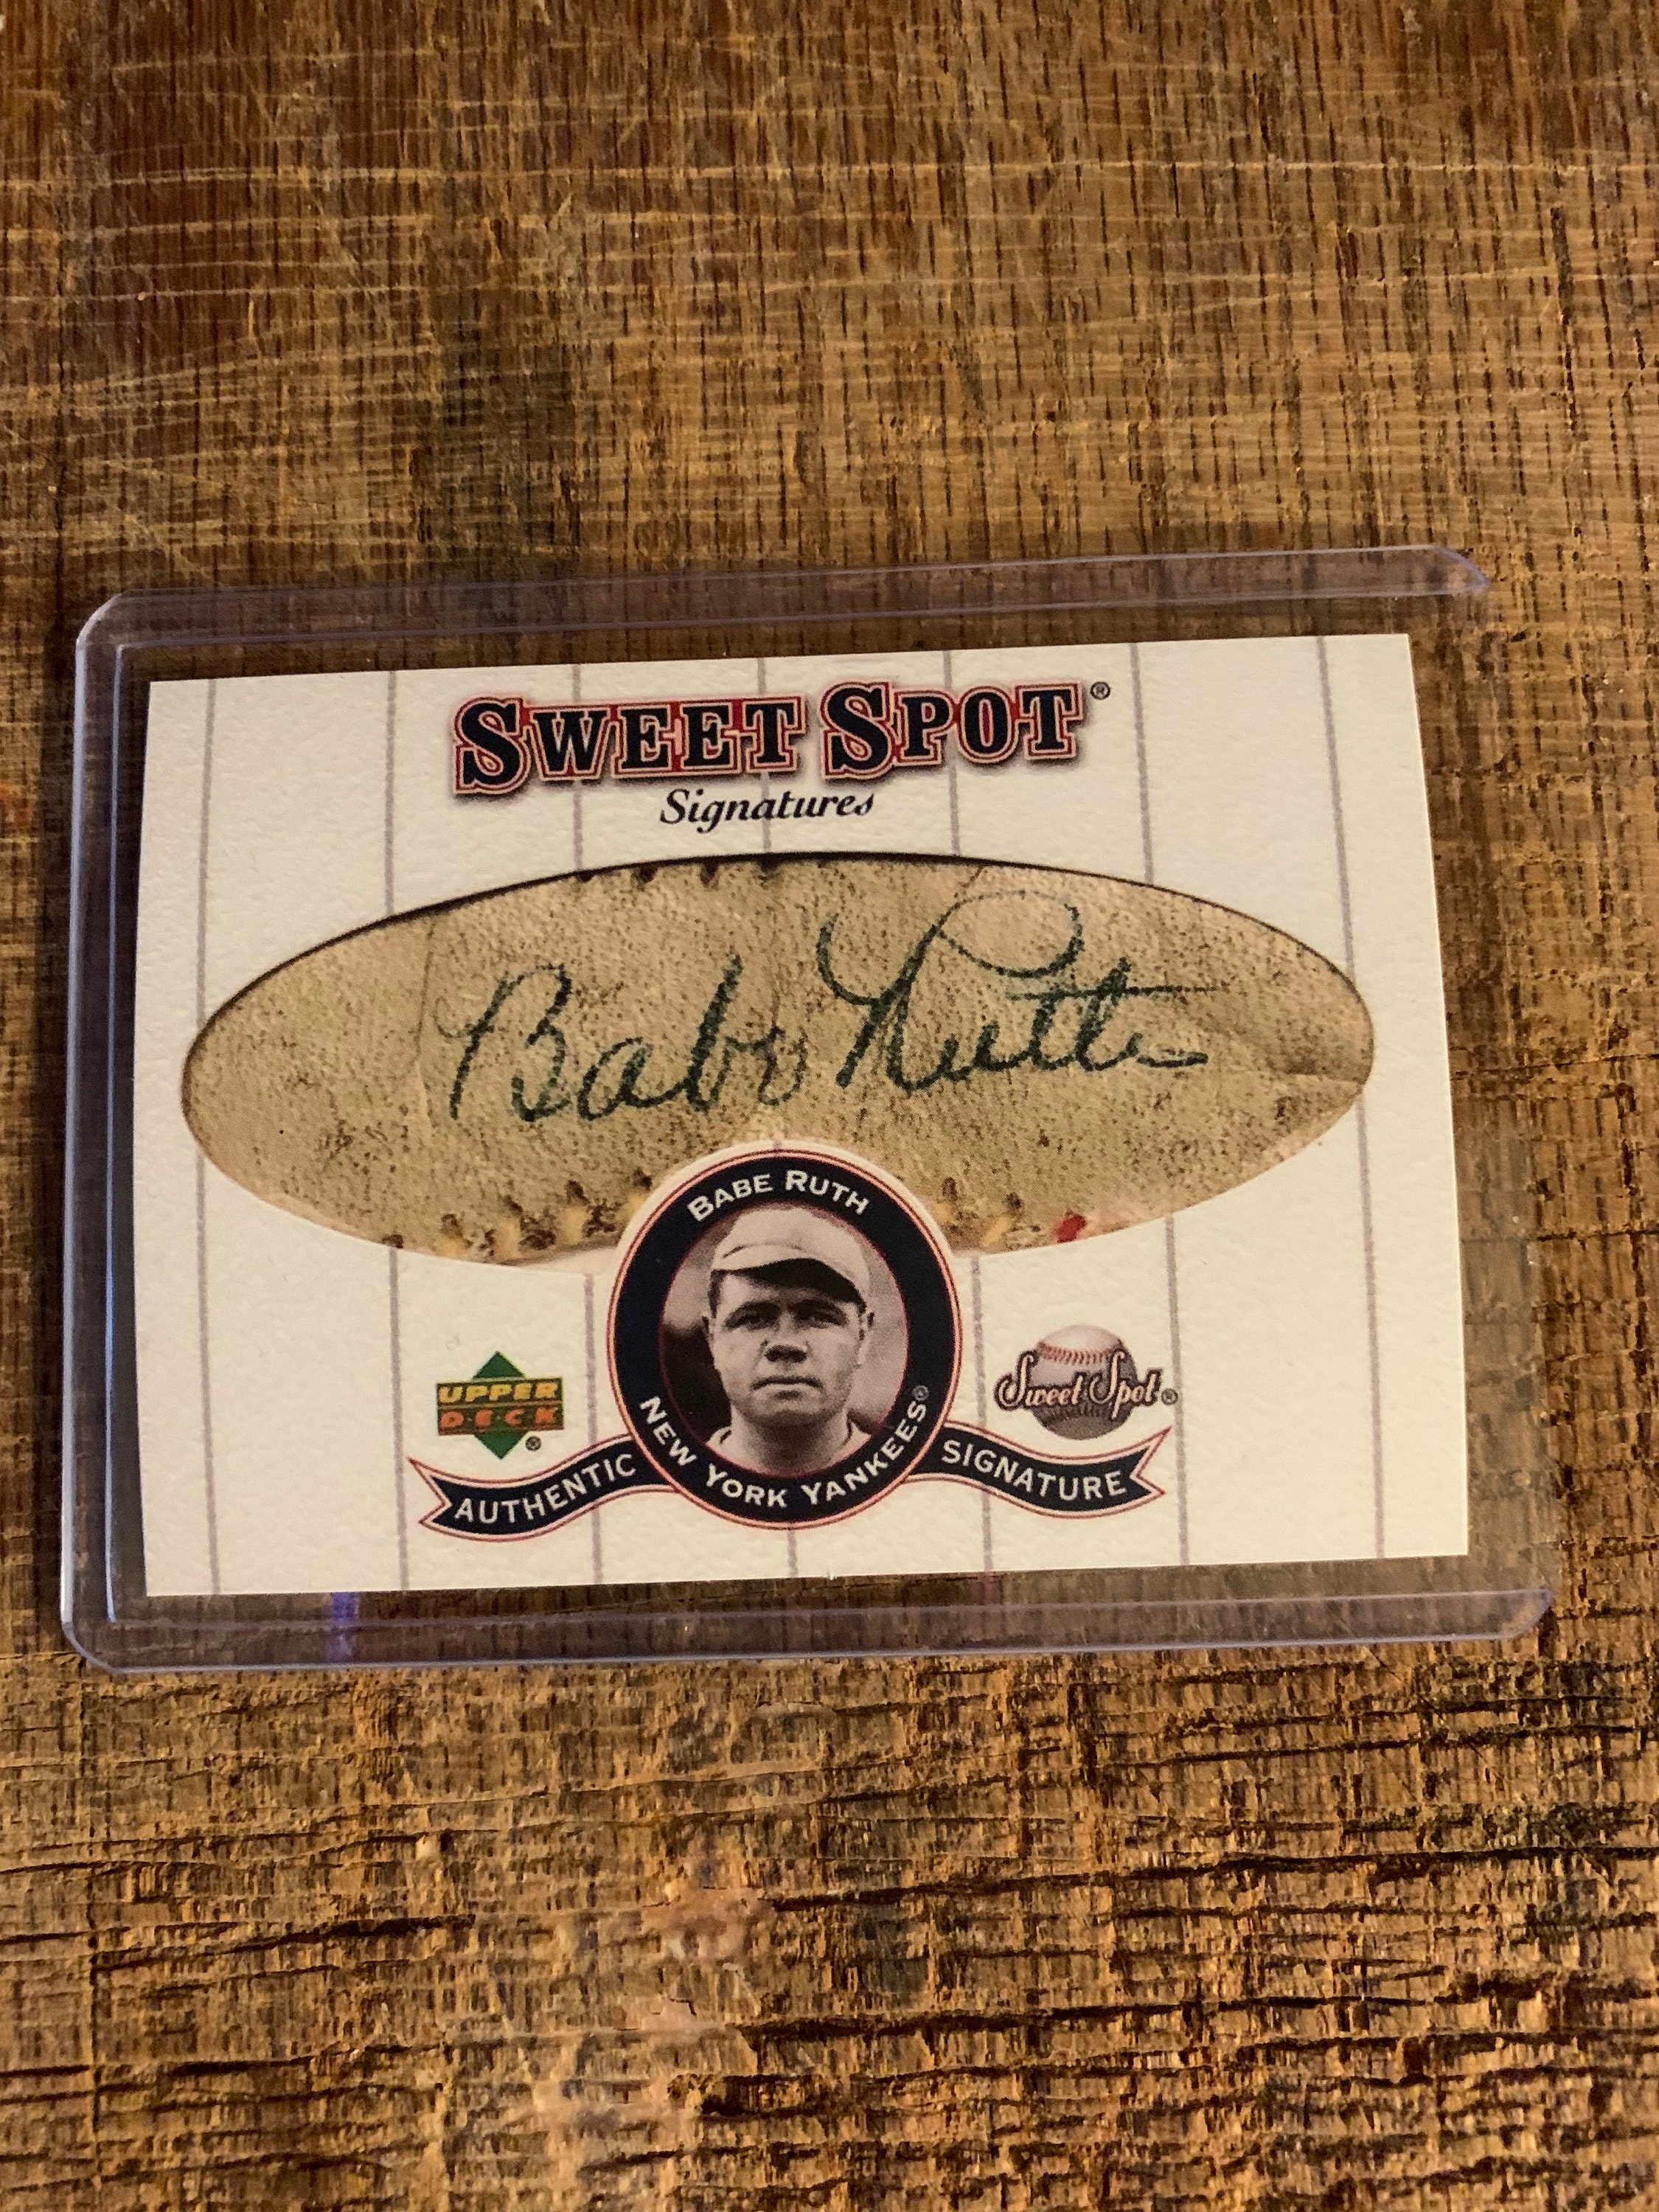 SWEET SPOT®
Signatures
Babe Ruth
BABE RUTH
NEW YORK YANKEES®
UPPER
DECK®
Sweet Spot®
AUTHENTIC SIGNATURE